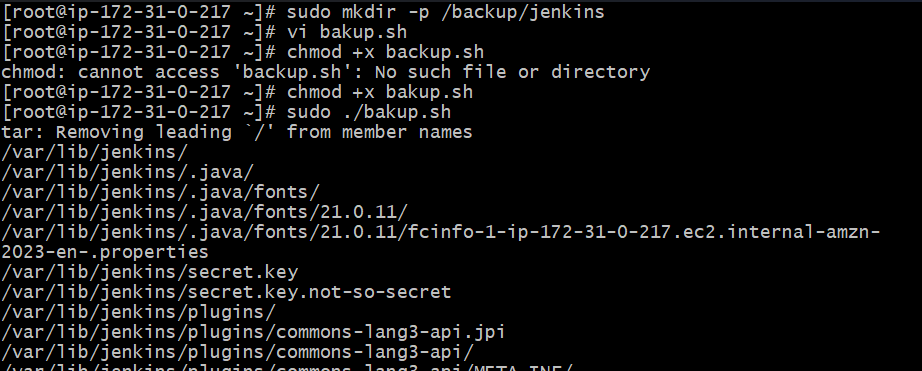 [root@ip-172-31-0-217 ~]# sudo mkdir -p /backup/jenkins
[root@ip-172-31-0-217 ~]# vi bakup.sh
[root@ip-172-31-0-217 ~]# chmod +x backup.sh
chmod: cannot access 'backup.sh': No such file or directory
[root@ip-172-31-0-217 ~]# chmod +x bakup.sh
[root@ip-172-31-0-217 ~]# sudo ./bakup.sh
tar: Removing leading `/' from member names
/var/lib/jenkins/
/var/lib/jenkins/.java/
/var/lib/jenkins/.java/fonts/
/var/lib/jenkins/.java/fonts/21.0.11/
/var/lib/jenkins/.java/fonts/21.0.11/fcinfo-1-ip-172-31-0-217.ec2.internal-amzn-
2023-en-.properties
/var/lib/jenkins/secret.key
/var/lib/jenkins/secret.key.not-so-secret
/var/lib/jenkins/plugins/
/var/lib/jenkins/plugins/commons-lang3-api.jpi
/var/lib/jenkins/plugins/commons-lang3-api/
/var/lib/jenkins/plugins/commons-lang3-api/META-INF/